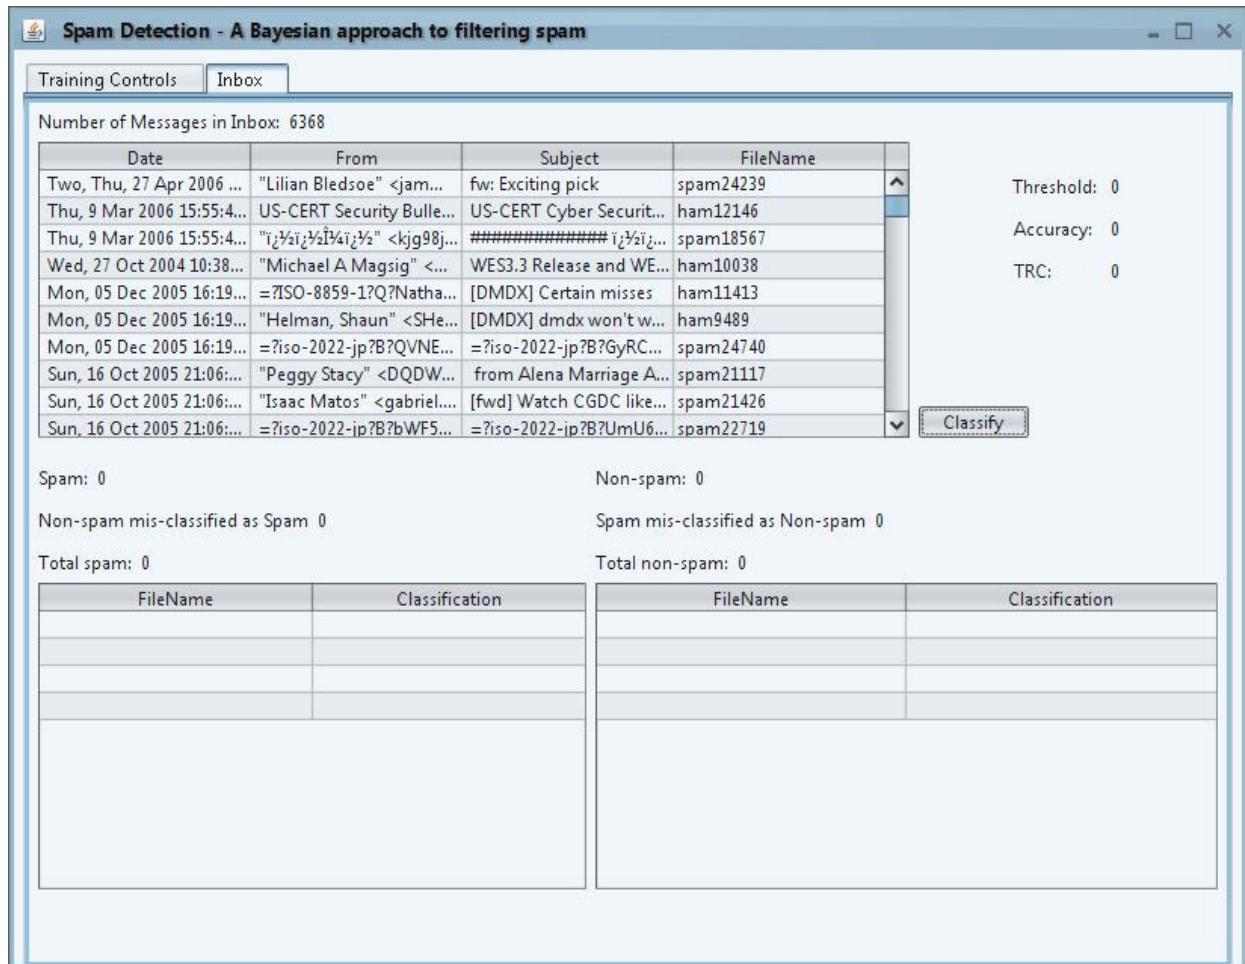 Spam Detection - A Bayesian approach to filtering spam
Training Controls Inbox
Number of Messages in Inbox: 6368
Date From Subject FileName
Two, Thu, 27 Apr 2006 ... "Lilian Bledsoe" <jam... fw: Exciting pick spam24239
Thu, 9 Mar 2006 15:55:4... US-CERT Security Bulle... US-CERT Cyber Securit... ham12146
Thu, 9 Mar 2006 15:55:4... "ï¿½ï¿½Î¼ï¿½" <kjg98j... ############# ï¿½ï¿... spam18567
Wed, 27 Oct 2004 10:38... "Michael A Magsig" <... WES3.3 Release and WE... ham10038
Mon, 05 Dec 2005 16:19... =?ISO-8859-1?Q?Natha... [DMDX] Certain misses ham11413
Mon, 05 Dec 2005 16:19... "Helman, Shaun" <SHe... [DMDX] dmdx won't w... ham9489
Mon, 05 Dec 2005 16:19... =?iso-2022-jp?B?QVNE... =?iso-2022-jp?B?GyRC... spam24740
Sun, 16 Oct 2005 21:06:... "Peggy Stacy" <DQDW... from Alena Marriage A... spam21117
Sun, 16 Oct 2005 21:06:... "Isaac Matos" <gabriel.... [fwd] Watch CGDC like... spam21426
Sun, 16 Oct 2005 21:06:... =?iso-2022-jp?B?bWF5... =?iso-2022-jp?B?UmU6... spam22719
Threshold: 0
Accuracy: 0
TRC: 0
Classify
Spam: 0 Non-spam: 0
Non-spam mis-classified as Spam 0 Spam mis-classified as Non-spam 0
Total spam: 0 Total non-spam: 0
FileName Classification FileName Classification